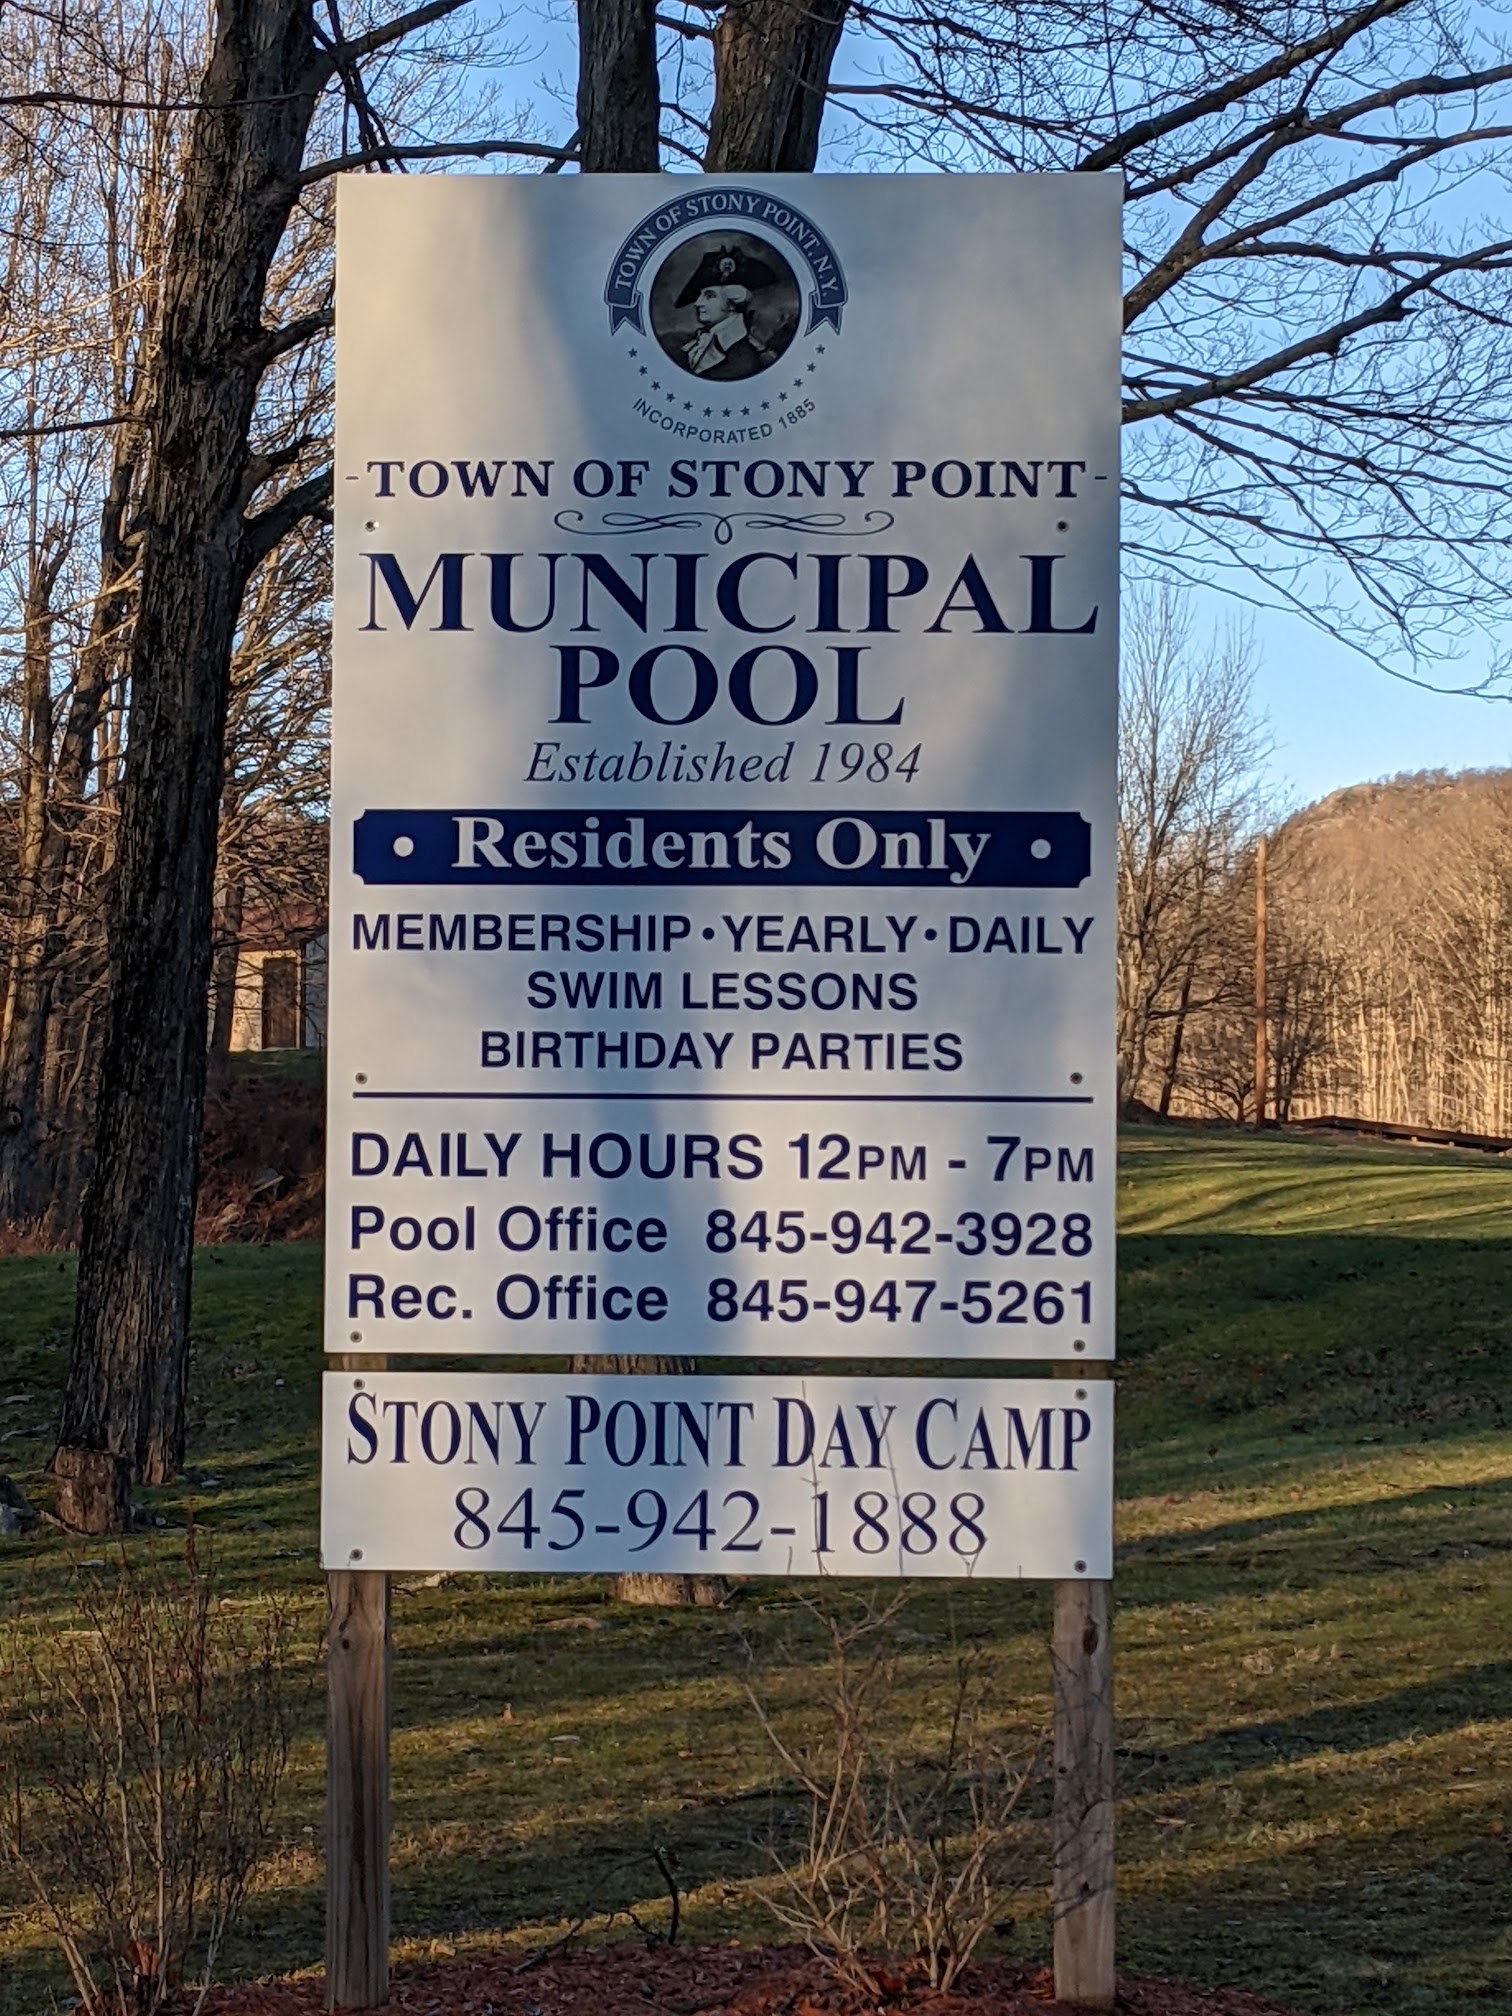 TOWN OF STONY POINT, N.Y.
INCORPORATED 1885
-TOWN OF STONY POINT-
MUNICIPAL
POOL
Established 1984
• Residents Only •
MEMBERSHIP • YEARLY • DAILY
SWIM LESSONS
BIRTHDAY PARTIES
DAILY HOURS 12PM - 7PM
Pool Office 845-942-3928
Rec. Office 845-947-5261
STONY POINT DAY CAMP
845-942-1888